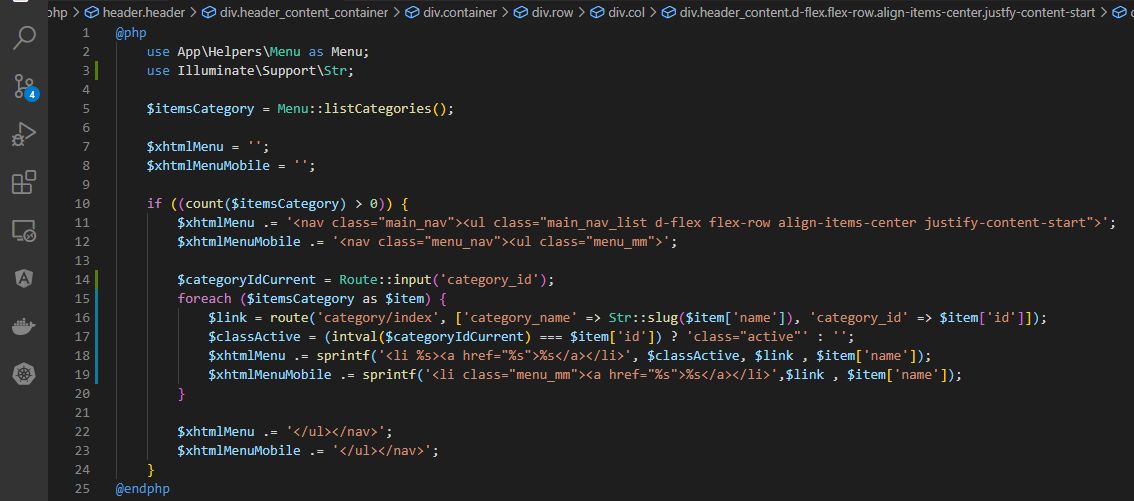 php > header.header > div.header_content_container > div.container > div.row > div.col > div.header_content.d-flex.flex-row.align-items-center.justfy-content-start >
1 @php
2     use App\Helpers\Menu as Menu;
3     use Illuminate\Support\Str;
4
5     $itemsCategory = Menu::listCategories();
6
7     $xhtmlMenu = '';
8     $xhtmlMenuMobile = '';
9
10     if ((count($itemsCategory) > 0)) {
11         $xhtmlMenu .= '<nav class="main_nav"><ul class="main_nav_list d-flex flex-row align-items-center justify-content-start">';
12         $xhtmlMenuMobile .= '<nav class="menu_nav"><ul class="menu_mm">';
13
14         $categoryIdCurrent = Route::input('category_id');
15         foreach ($itemsCategory as $item) {
16             $link = route('category/index', ['category_name' => Str::slug($item['name']), 'category_id' => $item['id']]);
17             $classActive = (intval($categoryIdCurrent) === $item['id']) ? 'class="active"' : '';
18             $xhtmlMenu .= sprintf('<li %s><a href="%s">%s</a></li>', $classActive, $link , $item['name']);
19             $xhtmlMenuMobile .= sprintf('<li class="menu_mm"><a href="%s">%s</a></li>',$link , $item['name']);
20         }
21
22         $xhtmlMenu .= '</ul></nav>';
23         $xhtmlMenuMobile .= '</ul></nav>';
24     }
25 @endphp
4